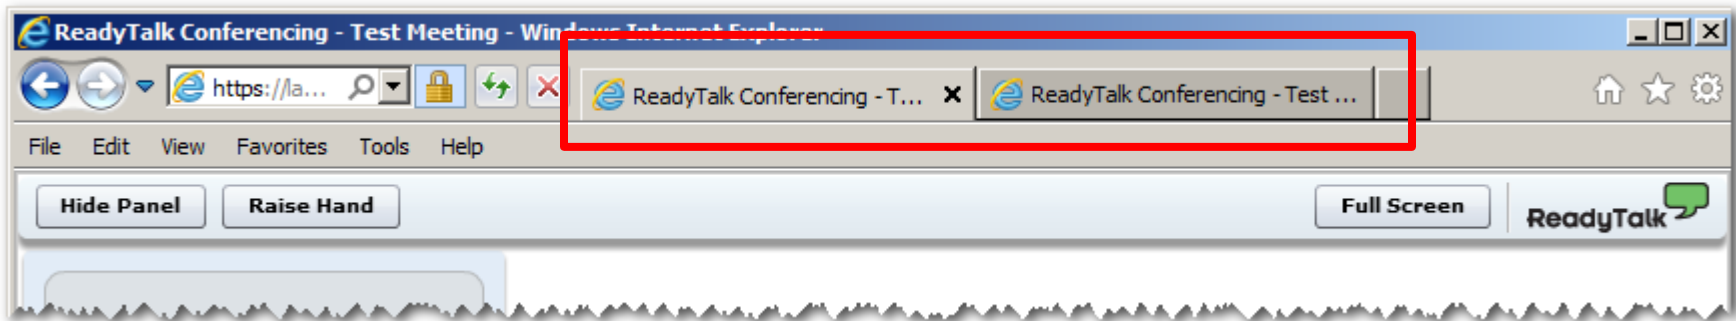 ReadyTalk Conferencing - Test Meeting - Windows Internet Explorer
https://la... ReadyTalk Conferencing - T... ReadyTalk Conferencing - Test ...
File Edit View Favorites Tools Help
Hide Panel Raise Hand Full Screen ReadyTalk